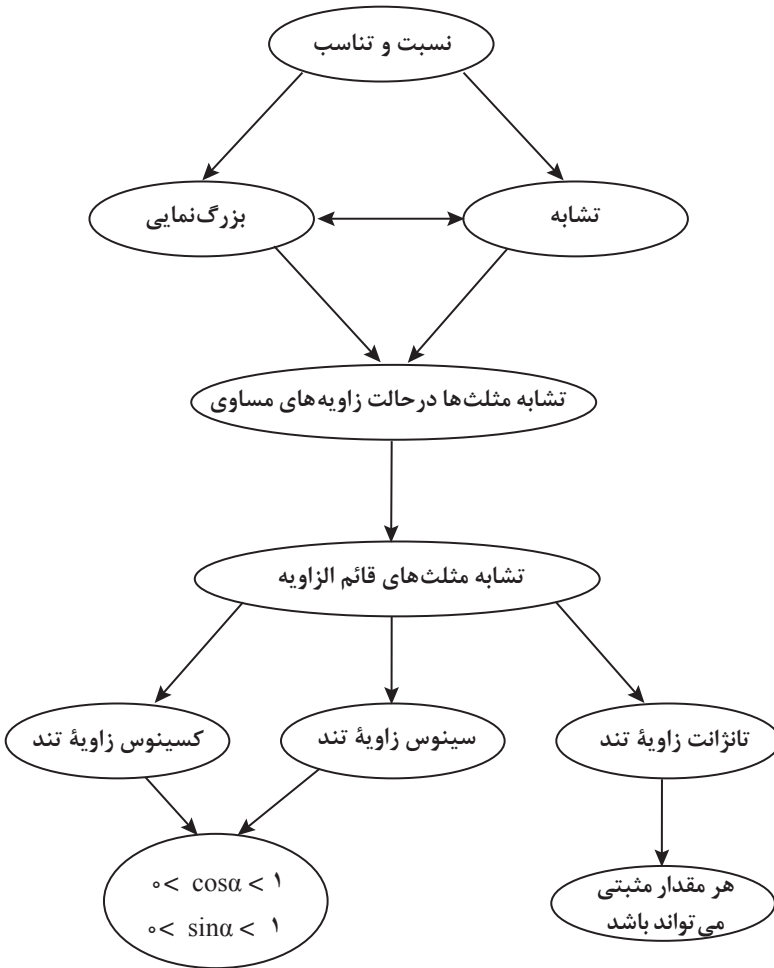 نسبت و تناسب
تشابه
بزرگ‌نمایی
تشابه مثلث‌ها درحالت زاویه‌های مساوی
تشابه مثلث‌های قائم الزاویه
تانژانت زاویهٔ تند
سینوس زاویهٔ تند
کسینوس زاویهٔ تند
هر مقدار مثبتی
می‌تواند باشد
۰< cosα < ۱
۰< sinα < ۱